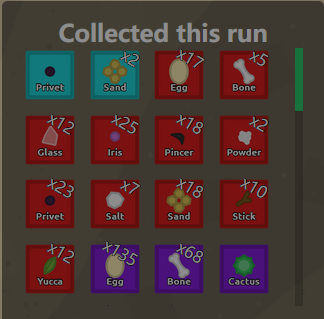 Collected this run
x2 x17 x5
Privet Sand Egg Bone
x12 x25 x18 x2
Glass Iris Pincer Powder
x23 x7 x18 x10
Privet Salt Sand Stick
x12 x135 x68
Yucca Egg Bone Cactus